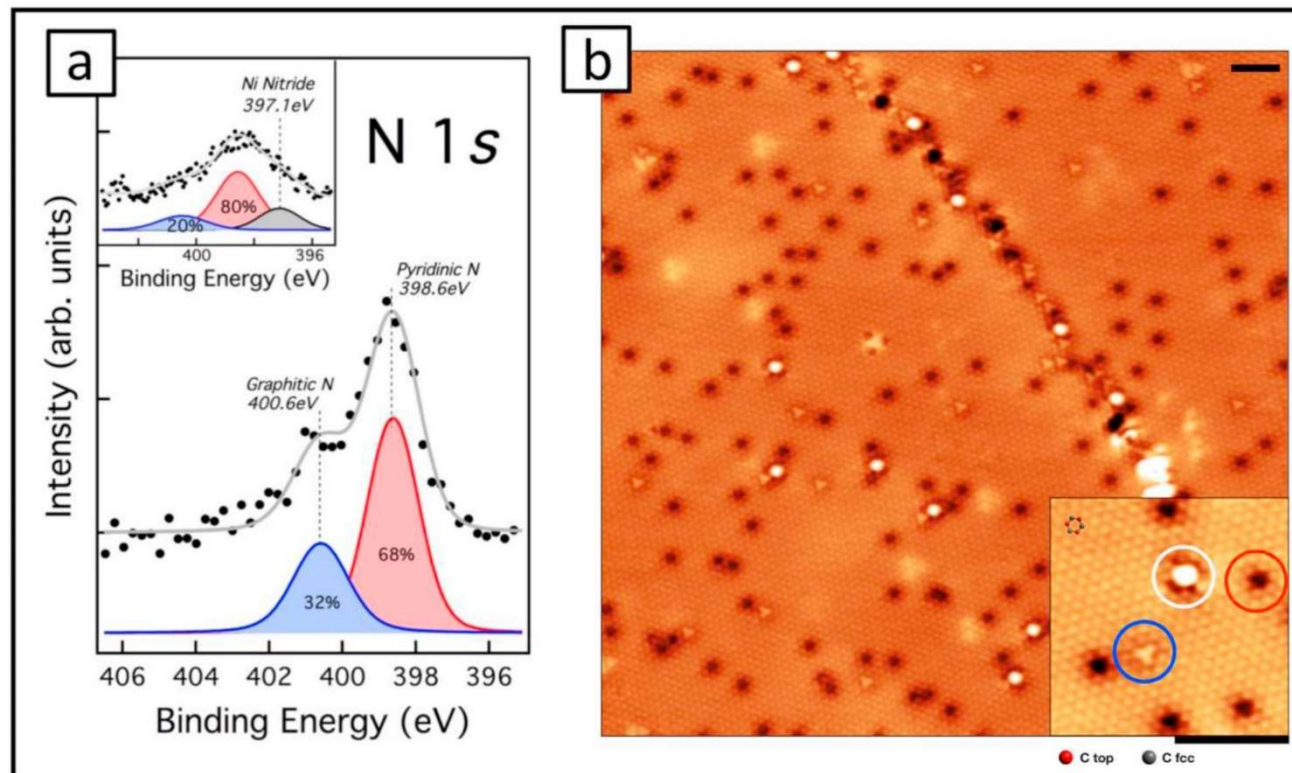 a
Ni Nitride
397.1eV
N 1s
80%
20%
400
396
Binding Energy (eV)
Pyridinic N
398.6eV
Graphitic N
400.6eV
68%
32%
Intensity (arb. units)
406
404
402
400
398
396
Binding Energy (eV)
b
C top
C fcc